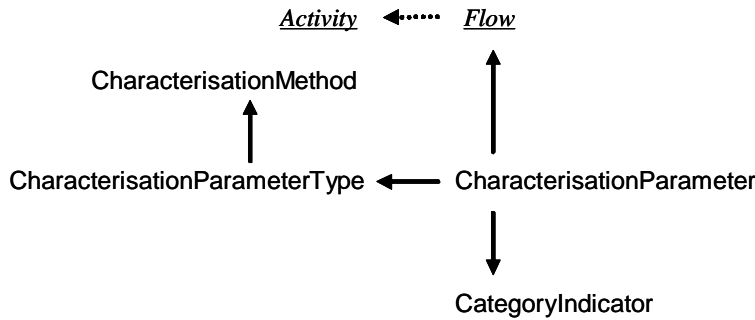 Activity Flow
CharacterisationMethod
CharacterisationParameterType CharacterisationParameter
CategoryIndicator